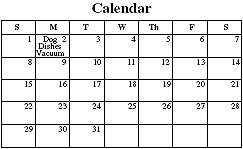 Calendar
S M T W Th F S
1 Dog 2 3 4 5 6 7
Dishes
Vacuum
8 9 10 11 12 13 14
15 16 17 18 19 20 21
22 23 24 25 26 27 28
29 30 31